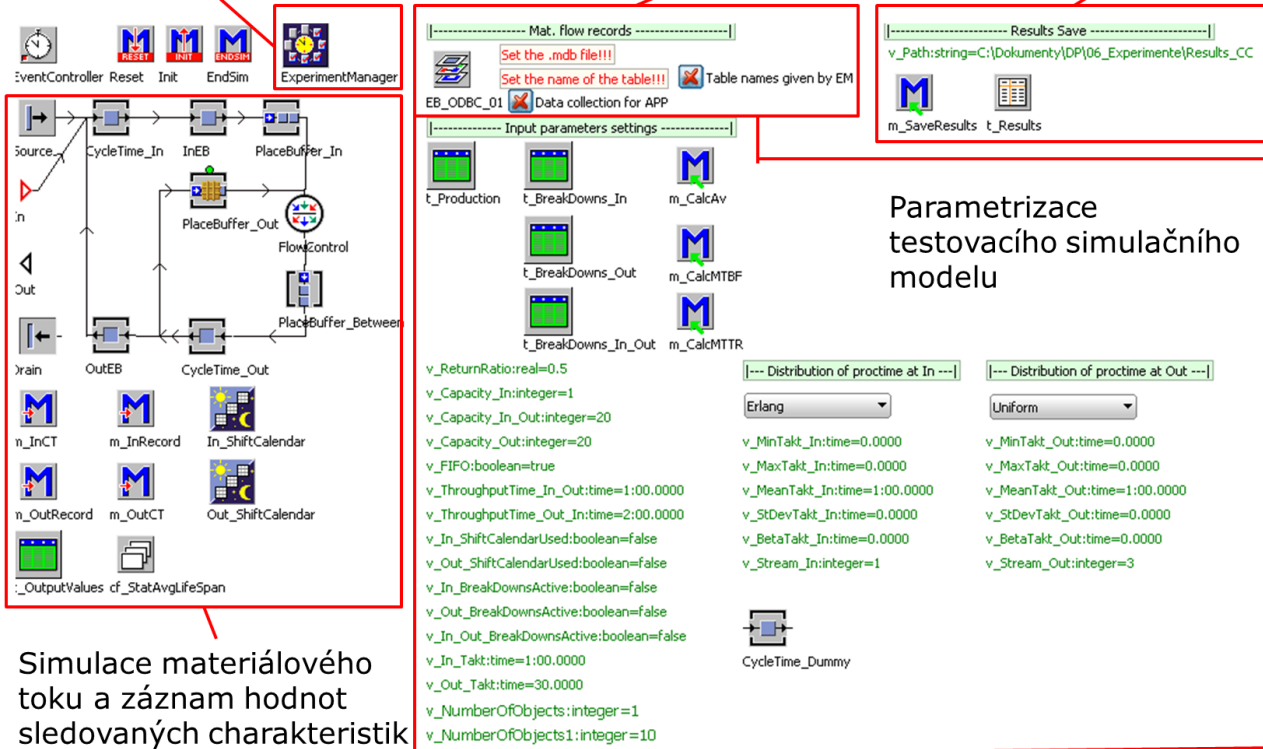 EventController Reset Init EndSim ExperimentManager
|------------------- Mat. flow records ------------------|
Set the .mdb file!!!
Set the name of the table!!! Table names given by EM
EB_ODBC_01 Data collection for APP
|----------------------- Results Save -----------------------|
v_Path:string=C:\Dokumenty\DP\06_Experimente\Results_CC
m_SaveResults t_Results
Source CycleTime_In InEB PlaceBuffer_In
In
PlaceBuffer_Out
FlowControl
Out
PlaceBuffer_Between
Drain OutEB CycleTime_Out
m_InCT m_InRecord In_ShiftCalendar
m_OutRecord m_OutCT Out_ShiftCalendar
t_OutputValues cf_StatAvgLifeSpan
Simulace materiálového
toku a záznam hodnot
sledovaných charakteristik
|------------- Input parameters settings -------------|
t_Production t_BreakDowns_In m_CalcAv
t_BreakDowns_Out m_CalcMTBF
t_BreakDowns_In_Out m_CalcMTTR
Parametrizace
testovacího simulačního
modelu
v_ReturnRatio:real=0.5
v_Capacity_In:integer=1
v_Capacity_In_Out:integer=20
v_Capacity_Out:integer=20
v_FIFO:boolean=true
v_ThroughputTime_In_Out:time=1:00.0000
v_ThroughputTime_Out_In:time=2:00.0000
v_In_ShiftCalendarUsed:boolean=false
v_Out_ShiftCalendarUsed:boolean=false
v_In_BreakDownsActive:boolean=false
v_Out_BreakDownsActive:boolean=false
v_In_Out_BreakDownsActive:boolean=false
v_In_Takt:time=1:00.0000
v_Out_Takt:time=30.0000
v_NumberOfObjects:integer=1
v_NumberOfObjects1:integer=10
|--- Distribution of proctime at In ---|
Erlang
v_MinTakt_In:time=0.0000
v_MaxTakt_In:time=0.0000
v_MeanTakt_In:time=1:00.0000
v_StDevTakt_In:time=0.0000
v_BetaTakt_In:time=0.0000
v_Stream_In:integer=1
CycleTime_Dummy
|--- Distribution of proctime at Out ---|
Uniform
v_MinTakt_Out:time=0.0000
v_MaxTakt_Out:time=0.0000
v_MeanTakt_Out:time=1:00.0000
v_StDevTakt_Out:time=0.0000
v_BetaTakt_Out:time=0.0000
v_Stream_Out:integer=3